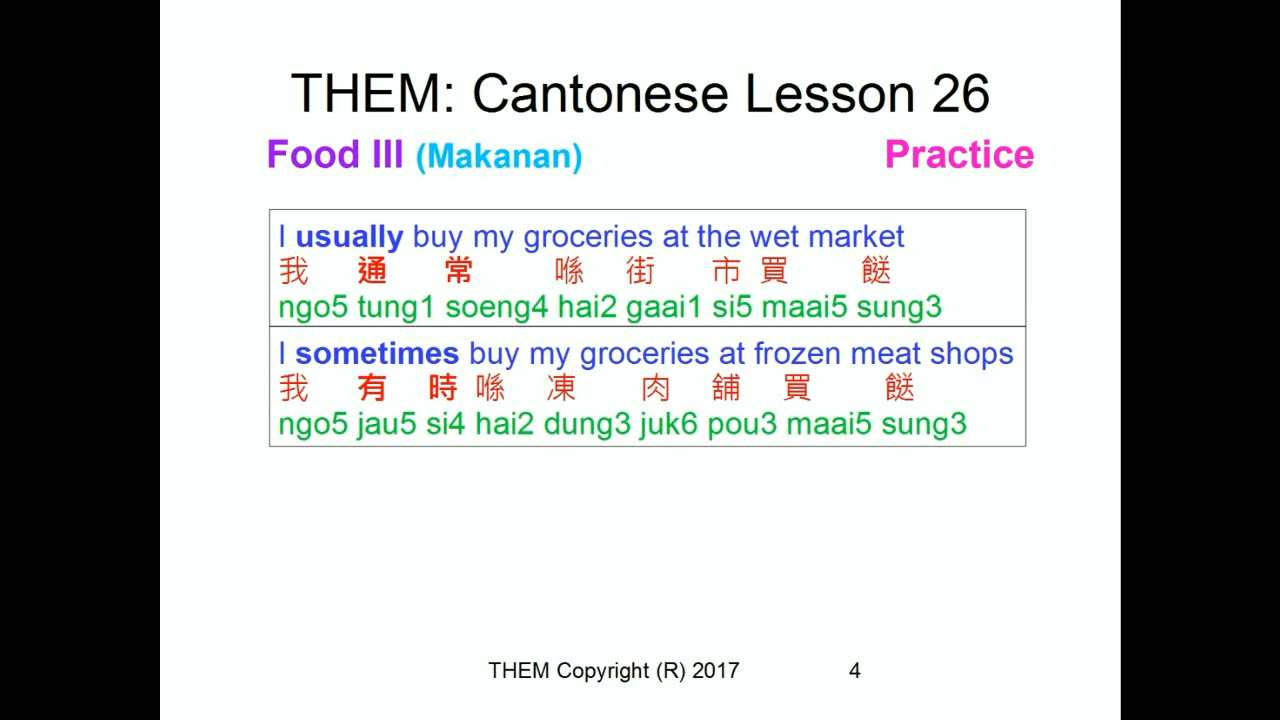 THEM: Cantonese Lesson 26
Food III (Makanan) Practice
I usually buy my groceries at the wet market
我 通 常 喺 街 市 買 餸
ngo5 tung1 soeng4 hai2 gaai1 si5 maai5 sung3
I sometimes buy my groceries at frozen meat shops
我 有 時 喺 凍 肉 舖 買 餸
ngo5 jau5 si4 hai2 dung3 juk6 pou3 maai5 sung3
THEM Copyright (R) 2017 4